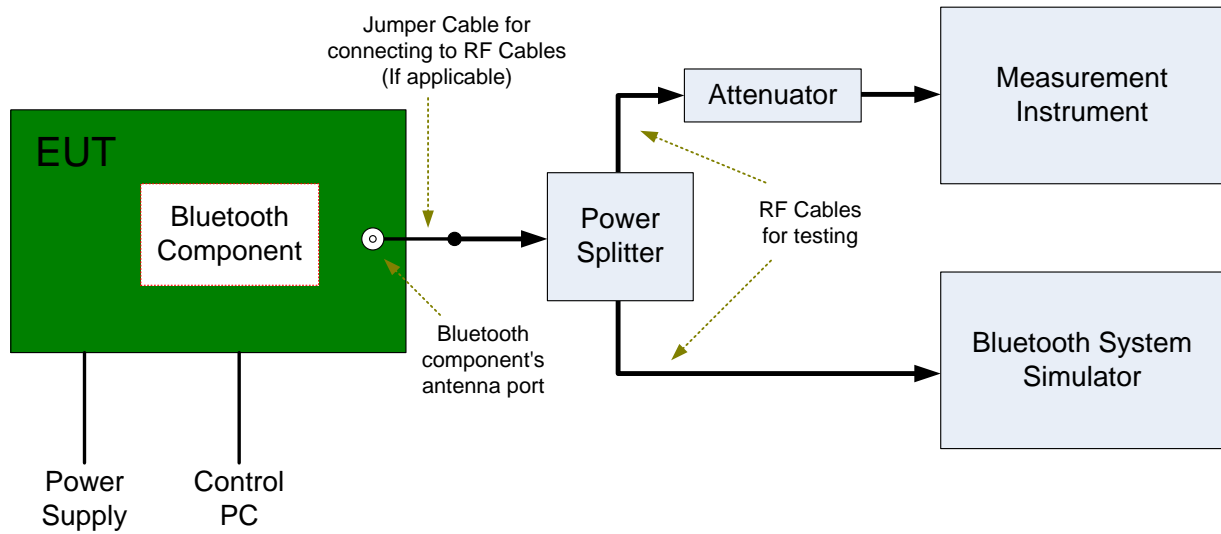 Jumper Cable for
connecting to RF Cables
(If applicable)
EUT
Bluetooth
Component
Bluetooth
component's
antenna port
Power
Supply
Control
PC
Power
Splitter
Attenuator
Measurement
Instrument
RF Cables
for testing
Bluetooth System
Simulator